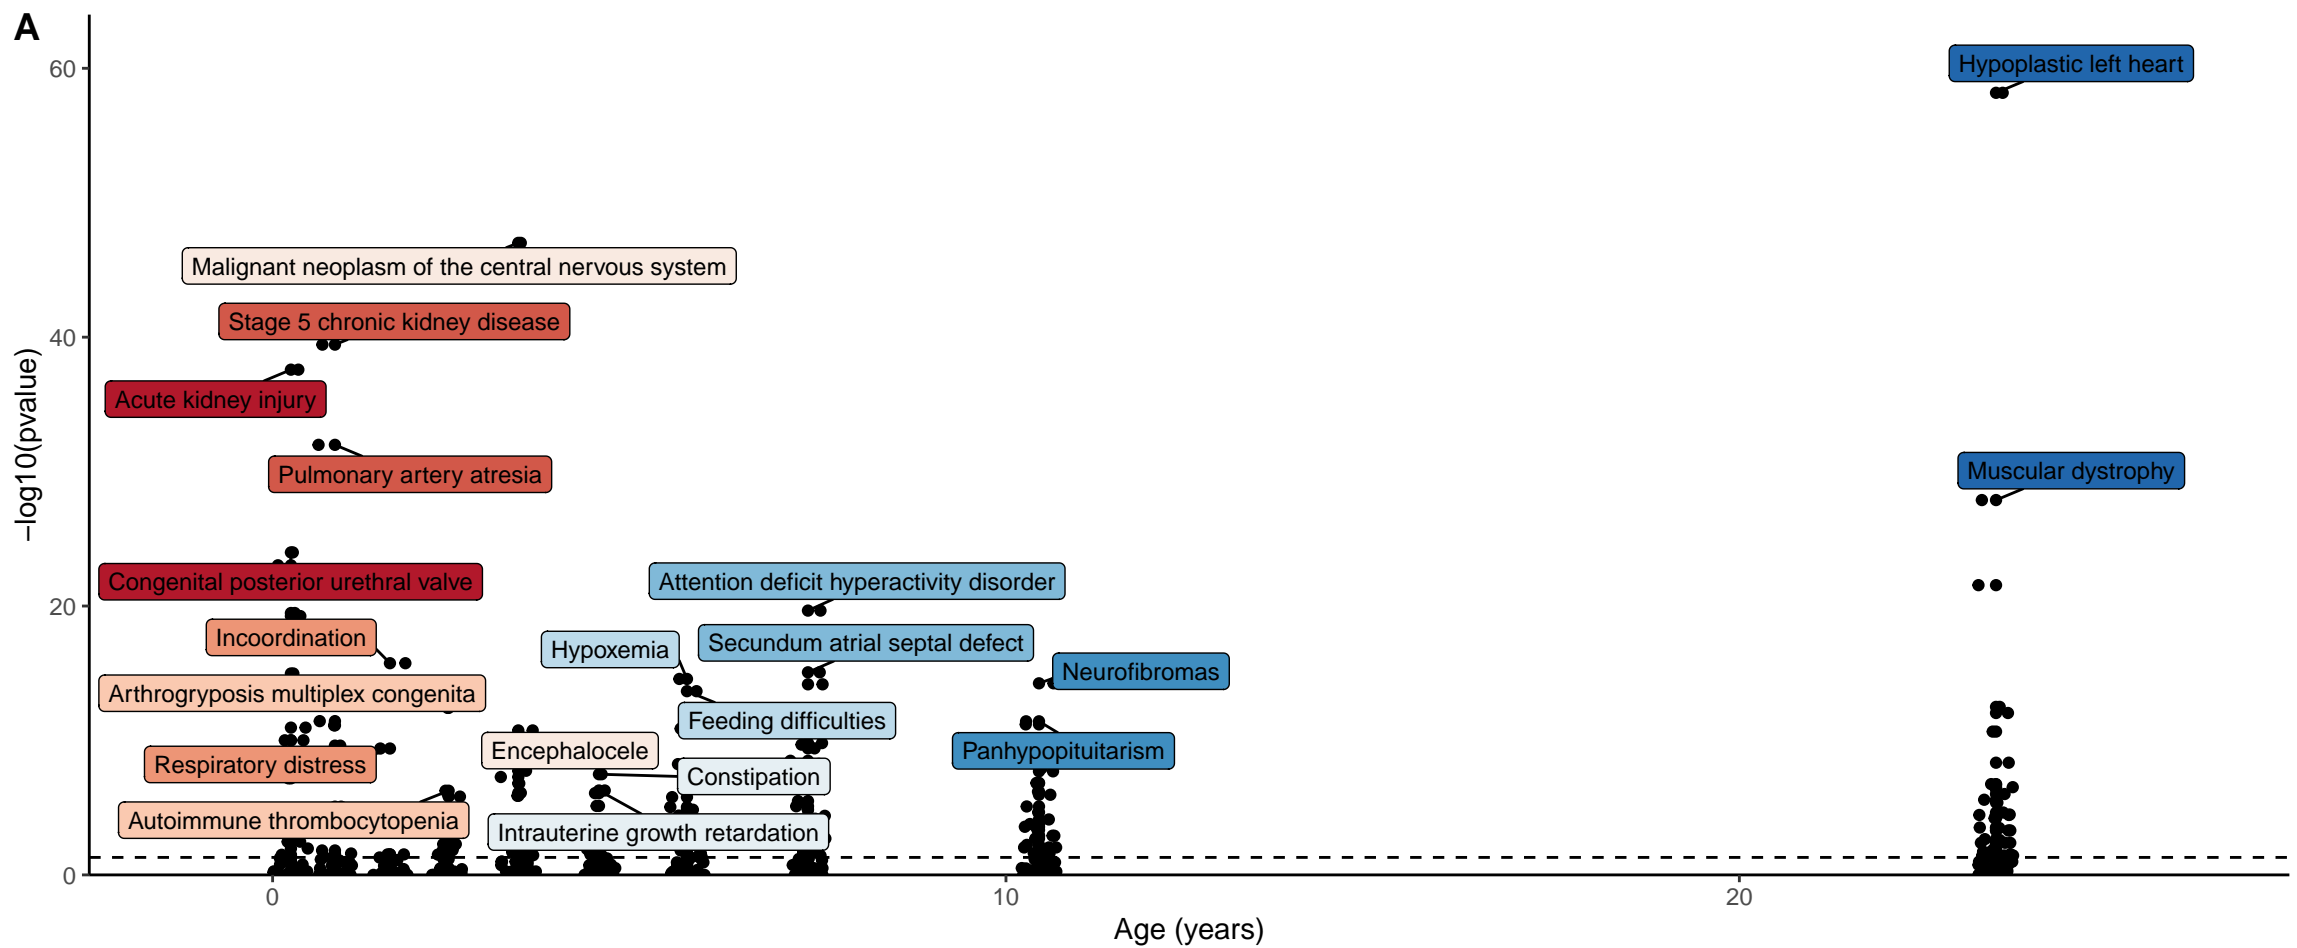 A
60
Hypoplastic left heart
Malignant neoplasm of the central nervous system
Stage 5 chronic kidney disease
40
Acute kidney injury
Pulmonary artery atresia
Muscular dystrophy
−log10(pvalue)
Congenital posterior urethral valve
Attention deficit hyperactivity disorder
20
Incoordination
Hypoxemia
Secundum atrial septal defect
Neurofibromas
Arthrogryposis multiplex congenita
Feeding difficulties
Encephalocele
Panhypopituitarism
Respiratory distress
Constipation
Autoimmune thrombocytopenia
Intrauterine growth retardation
0
0
10
20
Age (years)